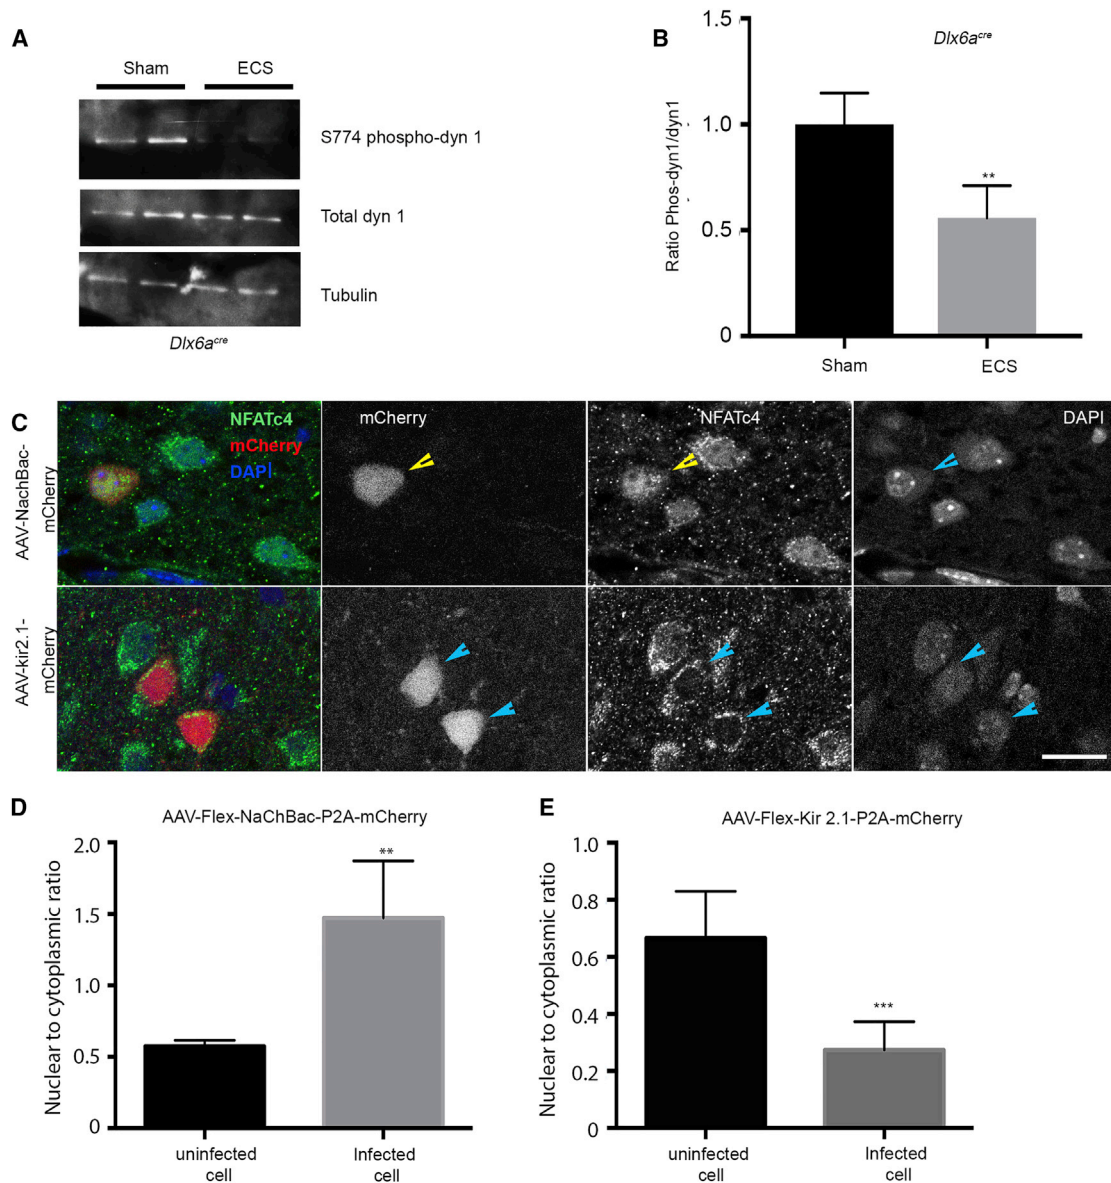 A
Sham ECS
S774 phospho-dyn 1
Total dyn 1
Tubulin
Dlx6aᶜʳᵉ
B
Dlx6aᶜʳᵉ
Ratio Phos-dyn1/dyn1
1.5
1.0
0.5
0
**
Sham ECS
C
AAV-NachBac-
mCherry
AAV-kir2.1-
mCherry
NFATc4
mCherry
DAPI
mCherry
NFATc4
DAPI
D
AAV-Flex-NaChBac-P2A-mCherry
Nuclear to cytoplasmic ratio
2.0
1.5
1.0
0.5
0
**
uninfected
cell
Infected
cell
E
AAV-Flex-Kir 2.1-P2A-mCherry
Nuclear to cytoplasmic ratio
1.0
0.8
0.6
0.4
0.2
0
***
uninfected
cell
Infected
cell